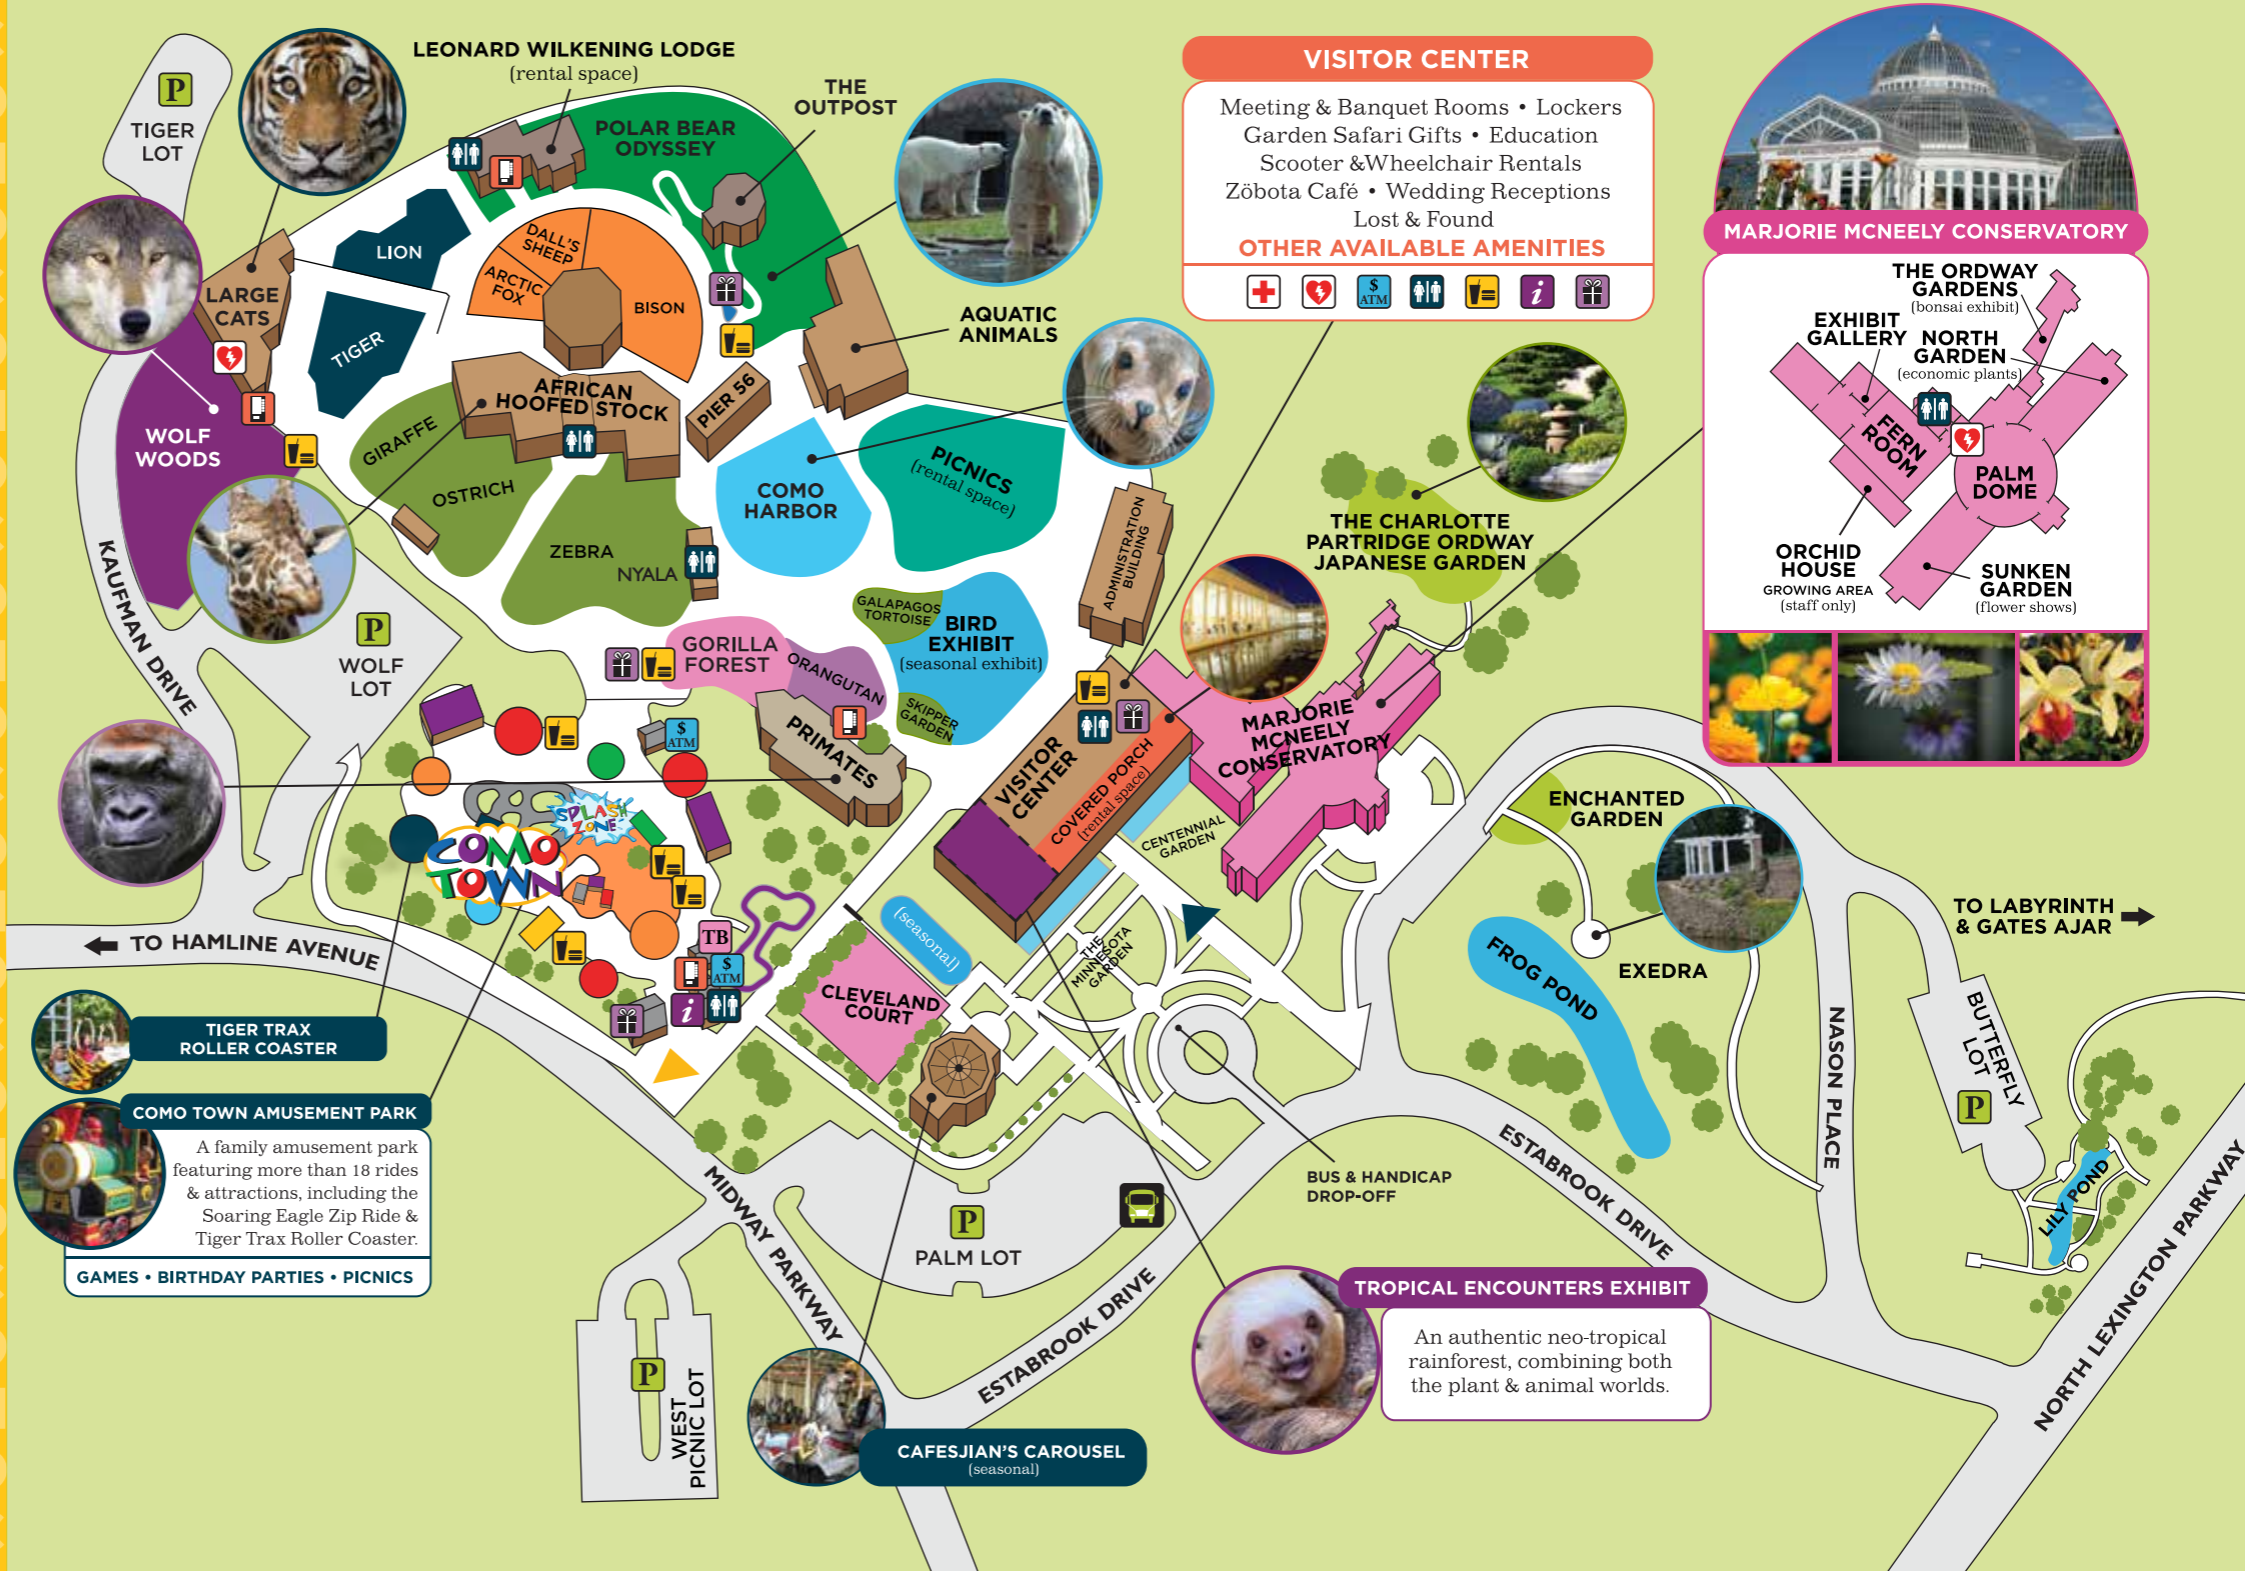 P
TIGER
LOT
LEONARD WILKENING LODGE
(rental space)
THE
OUTPOST
POLAR BEAR
ODYSSEY
LION
DALL'S
SHEEP
ARCTIC
FOX
BISON
LARGE
CATS
TIGER
AQUATIC
ANIMALS
AFRICAN
HOOFED STOCK
PIER 56
WOLF
WOODS
GIRAFFE
OSTRICH
ZEBRA
NYALA
COMO
HARBOR
PICNICS
(rental space)
ADMINISTRATION
BUILDING
KAUFMAN DRIVE
P
WOLF
LOT
GORILLA
FOREST
ORANGUTAN
PRIMATES
GALAPAGOS
TORTOISE
BIRD
EXHIBIT
(seasonal exhibit)
SKIPPER
GARDEN
VISITOR CENTER
Meeting & Banquet Rooms • Lockers
Garden Safari Gifts • Education
Scooter &Wheelchair Rentals
Zöbota Café • Wedding Receptions
Lost & Found
OTHER AVAILABLE AMENITIES
$
ATM
i
THE CHARLOTTE
PARTRIDGE ORDWAY
JAPANESE GARDEN
MARJORIE MCNEELY CONSERVATORY
THE ORDWAY
GARDENS
(bonsai exhibit)
EXHIBIT
GALLERY
NORTH
GARDEN
(economic plants)
FERN
ROOM
PALM
DOME
ORCHID
HOUSE
GROWING AREA
(staff only)
SUNKEN
GARDEN
(flower shows)
VISITOR
CENTER
COVERED PORCH
(rental space)
MARJORIE
MCNEELY
CONSERVATORY
CENTENNIAL
GARDEN
THE
MINNESOTA
GARDEN
$
ATM
SPLASH
ZONE
COMO
TOWN
TB
$
ATM
i
(seasonal)
CLEVELAND
COURT
ENCHANTED
GARDEN
EXEDRA
FROG POND
TO LABYRINTH
& GATES AJAR
NASON PLACE
BUTTERFLY
LOT
P
LILY POND
NORTH LEXINGTON PARKWAY
TO HAMLINE AVENUE
TIGER TRAX
ROLLER COASTER
COMO TOWN AMUSEMENT PARK
A family amusement park
featuring more than 18 rides
& attractions, including the
Soaring Eagle Zip Ride &
Tiger Trax Roller Coaster.
GAMES • BIRTHDAY PARTIES • PICNICS
MIDWAY PARKWAY
P
PALM LOT
BUS & HANDICAP
DROP-OFF
ESTABROOK DRIVE
ESTABROOK DRIVE
P
WEST
PICNIC LOT
CAFESJIAN'S CAROUSEL
(seasonal)
TROPICAL ENCOUNTERS EXHIBIT
An authentic neo-tropical
rainforest, combining both
the plant & animal worlds.